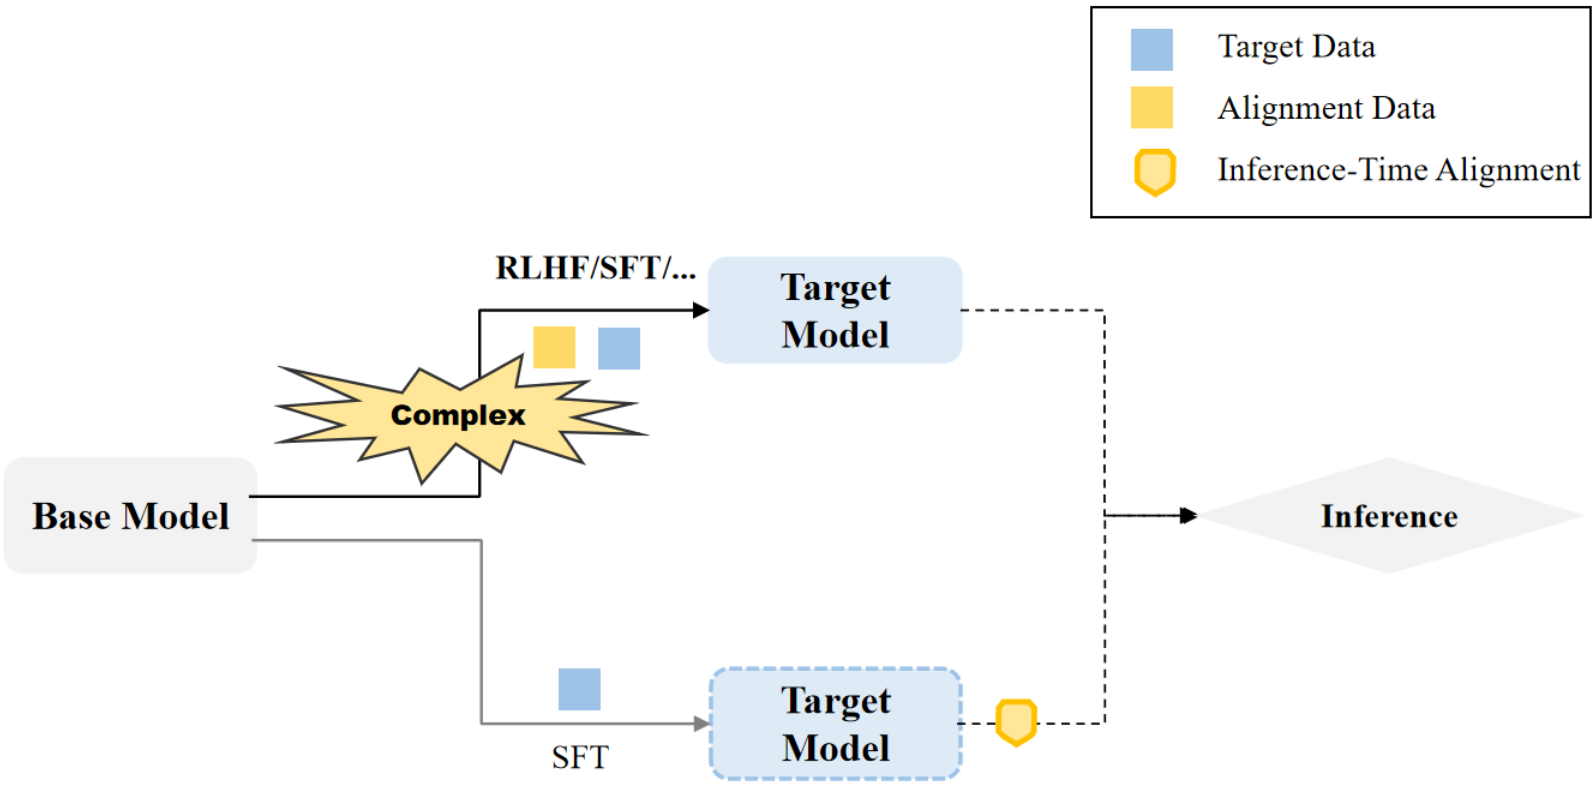 Target Data
Alignment Data
Inference-Time Alignment
RLHF/SFT/...
Target
Model
Complex
Base Model
Inference
Target
Model
SFT